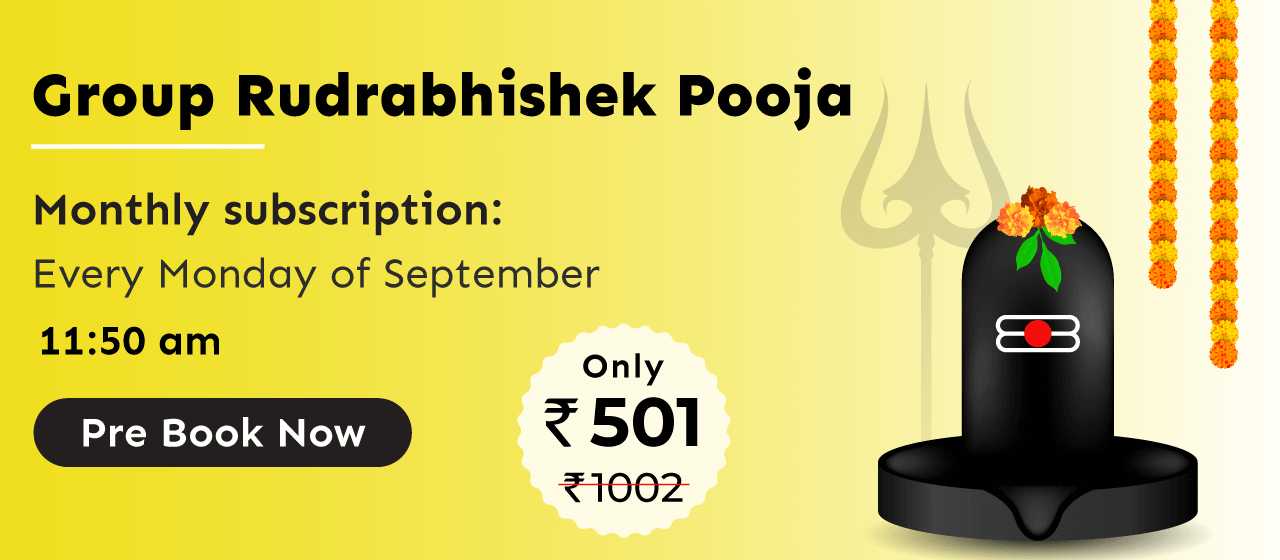 Group Rudrabhishek Pooja
Monthly subscription:
Every Monday of September
11:50 am
Pre Book Now
Only
₹501
₹1002